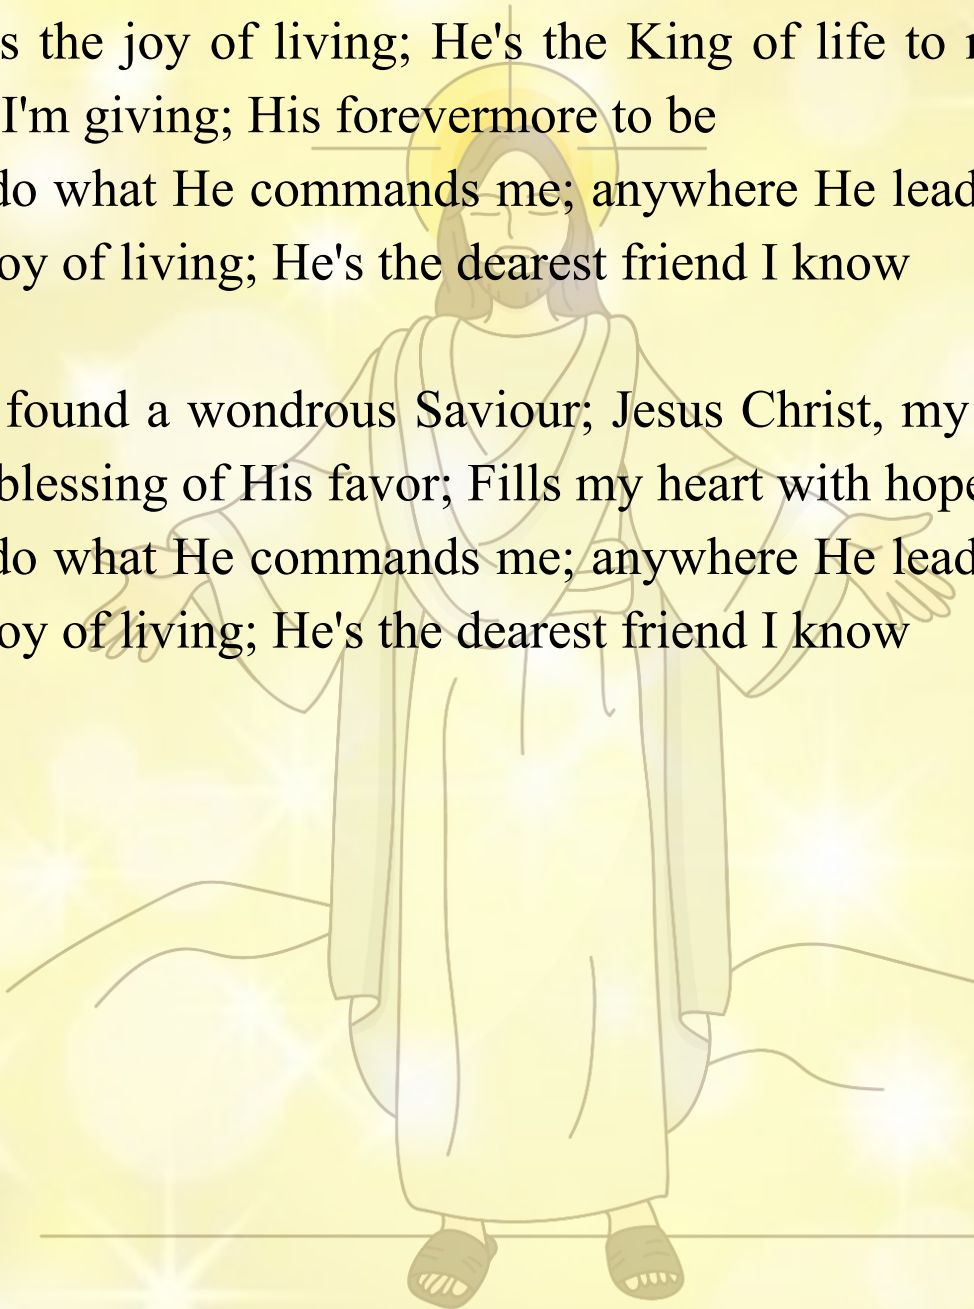 s the joy of living; He's the King of life to
I'm giving; His forevermore to be
do what He commands me; anywhere He lead
oy of living; He's the dearest friend I know
found a wondrous Saviour; Jesus Christ, my
blessing of His favor; Fills my heart with hope
do what He commands me; anywhere He lead
oy of living; He's the dearest friend I know